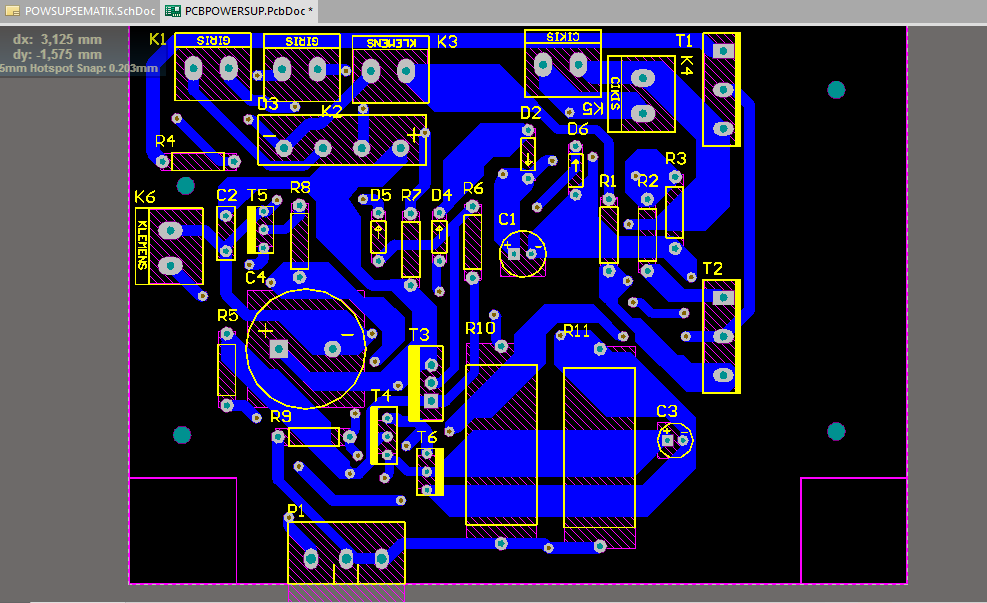 POWSUPSEMATIK.SchDoc PCBPOWERSUP.PcbDoc *
dx: 3,125 mm
dy: -1,575 mm
5mm Hotspot Snap: 0.203mm
K1 GIRIS GIRIS KLEMENS K3 CIKIS T1
K4
CIKIS
K5
D3 K2
D2
D6
− +
R4
R3
K6 C2 T5 R8 D5 R7 D4 R6 R1 R2
KLEMENS
C1
+ −
C4
T2
R5
+ −
T3 R10 R11
T4
R9
T6
C3
+ −
P1